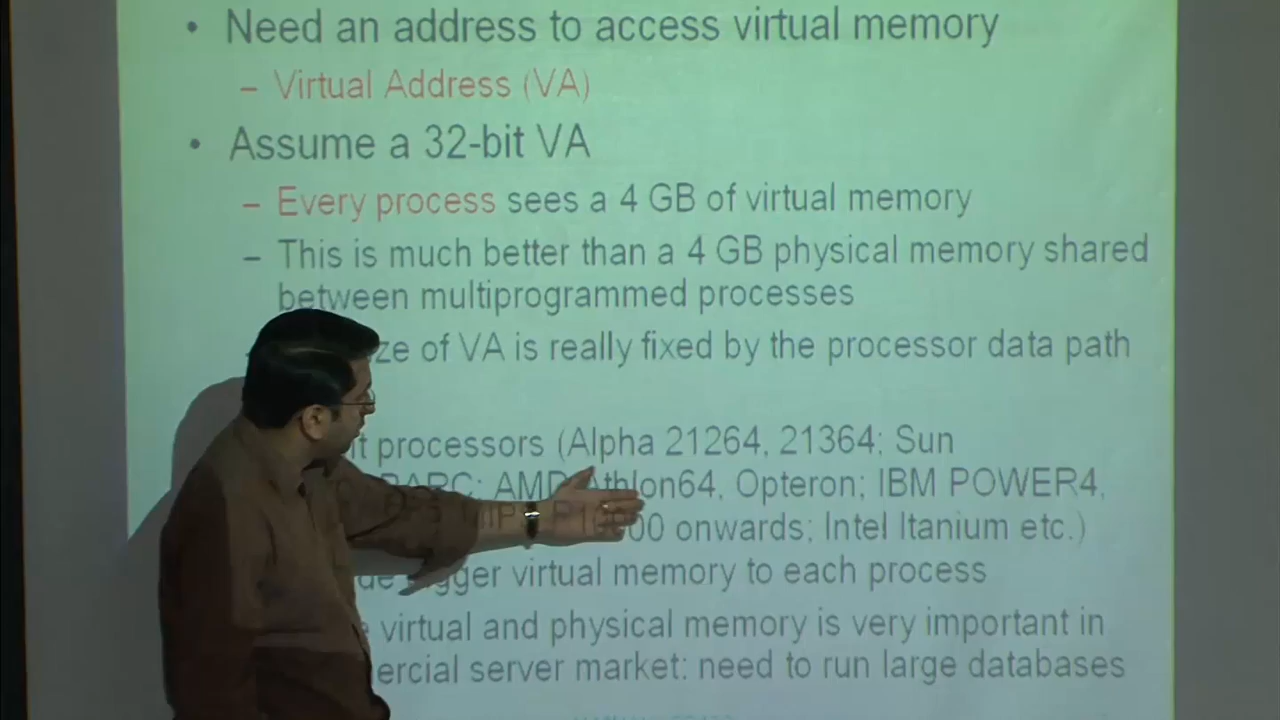 • Need an address to access virtual memory
– Virtual Address (VA)
• Assume a 32-bit VA
– Every process sees a 4 GB of virtual memory
– This is much better than a 4 GB physical memory shared
between multiprogrammed processes
ze of VA is really fixed by the processor data path
t processors (Alpha 21264, 21364; Sun
PARC; AMD Athlon64, Opteron; IBM POWER4,
00 onwards; Intel Itanium etc.)
gger virtual memory to each process
virtual and physical memory is very important in
ercial server market: need to run large databases